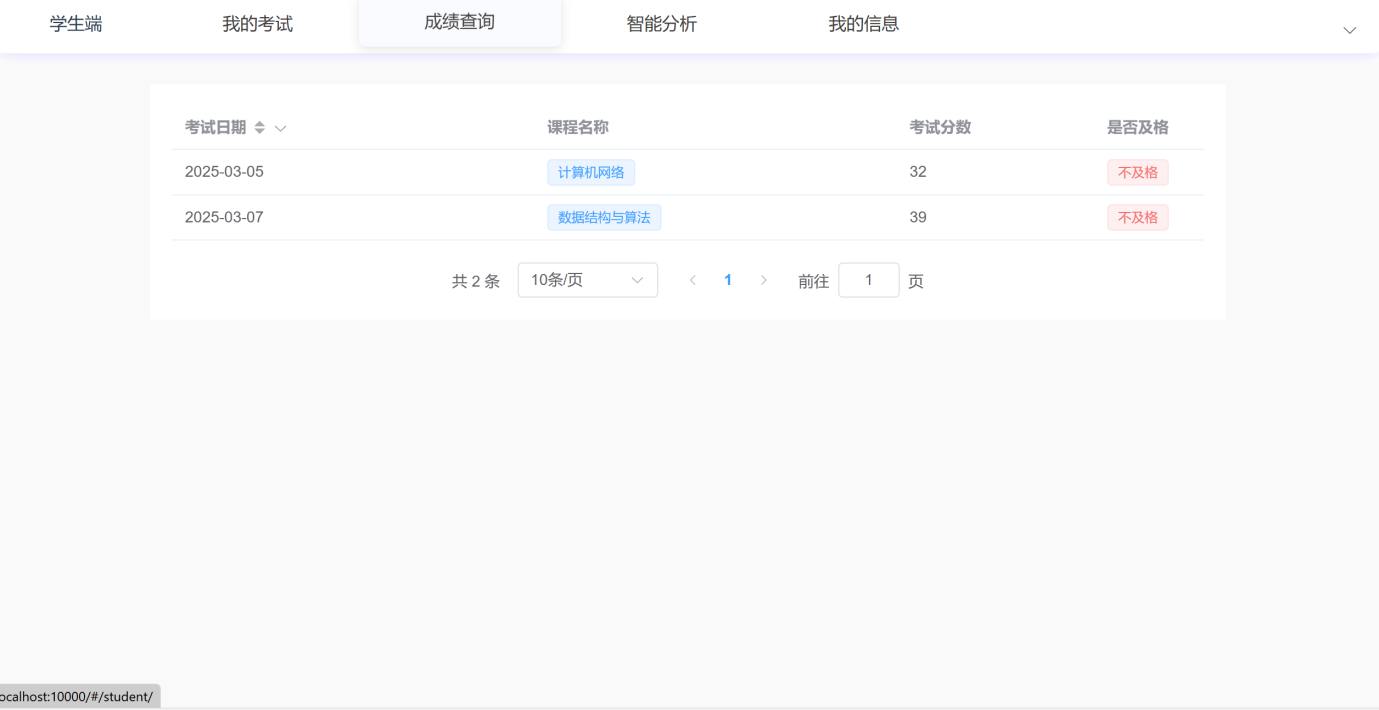 学生端 我的考试 成绩查询 智能分析 我的信息
考试日期 课程名称 考试分数 是否及格
2025-03-05 计算机网络 32 不及格
2025-03-07 数据结构与算法 39 不及格
共 2 条 10条/页 1 前往 1 页
ocalhost:10000/#/student/